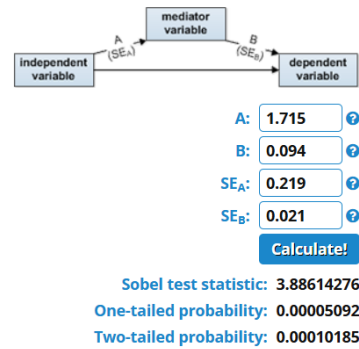 mediator
variable
A
(SEA)
B
(SEB)
independent
variable
dependent
variable
A: 1.715 ?
B: 0.094 ?
SEA: 0.219 ?
SEB: 0.021 ?
Calculate!
Sobel test statistic: 3.88614276
One-tailed probability: 0.00005092
Two-tailed probability: 0.00010185